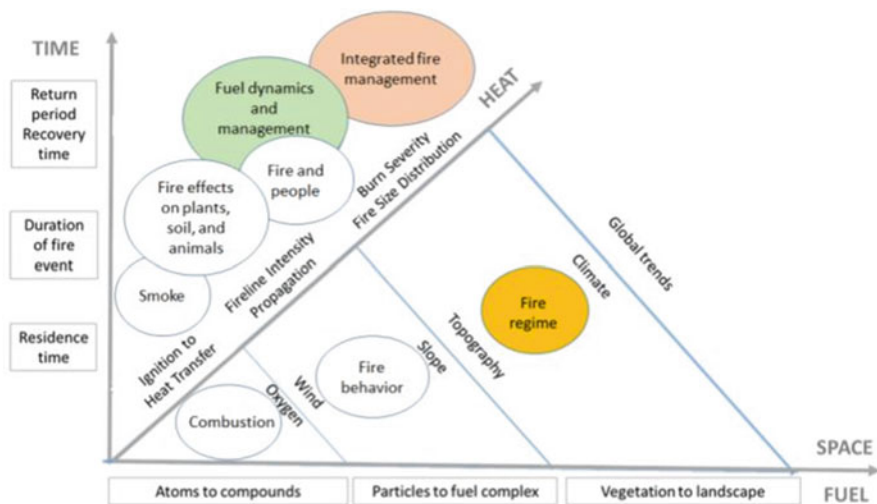 TIME
Return
period
Recovery
time
Duration
of fire
event
Residence
time
Integrated fire
management
Fuel dynamics
and
management
Fire and
people
Fire effects
on plants,
soil, and
animals
Smoke
HEAT
Burn Severity
Fire Size Distribution
Fireline Intensity
Propagation
Ignition to
Heat Transfer
Combustion
Oxygen
Wind
Fire
behavior
Slope
Topography
Fire
regime
Climate
Global trends
SPACE
FUEL
Atoms to compounds
Particles to fuel complex
Vegetation to landscape